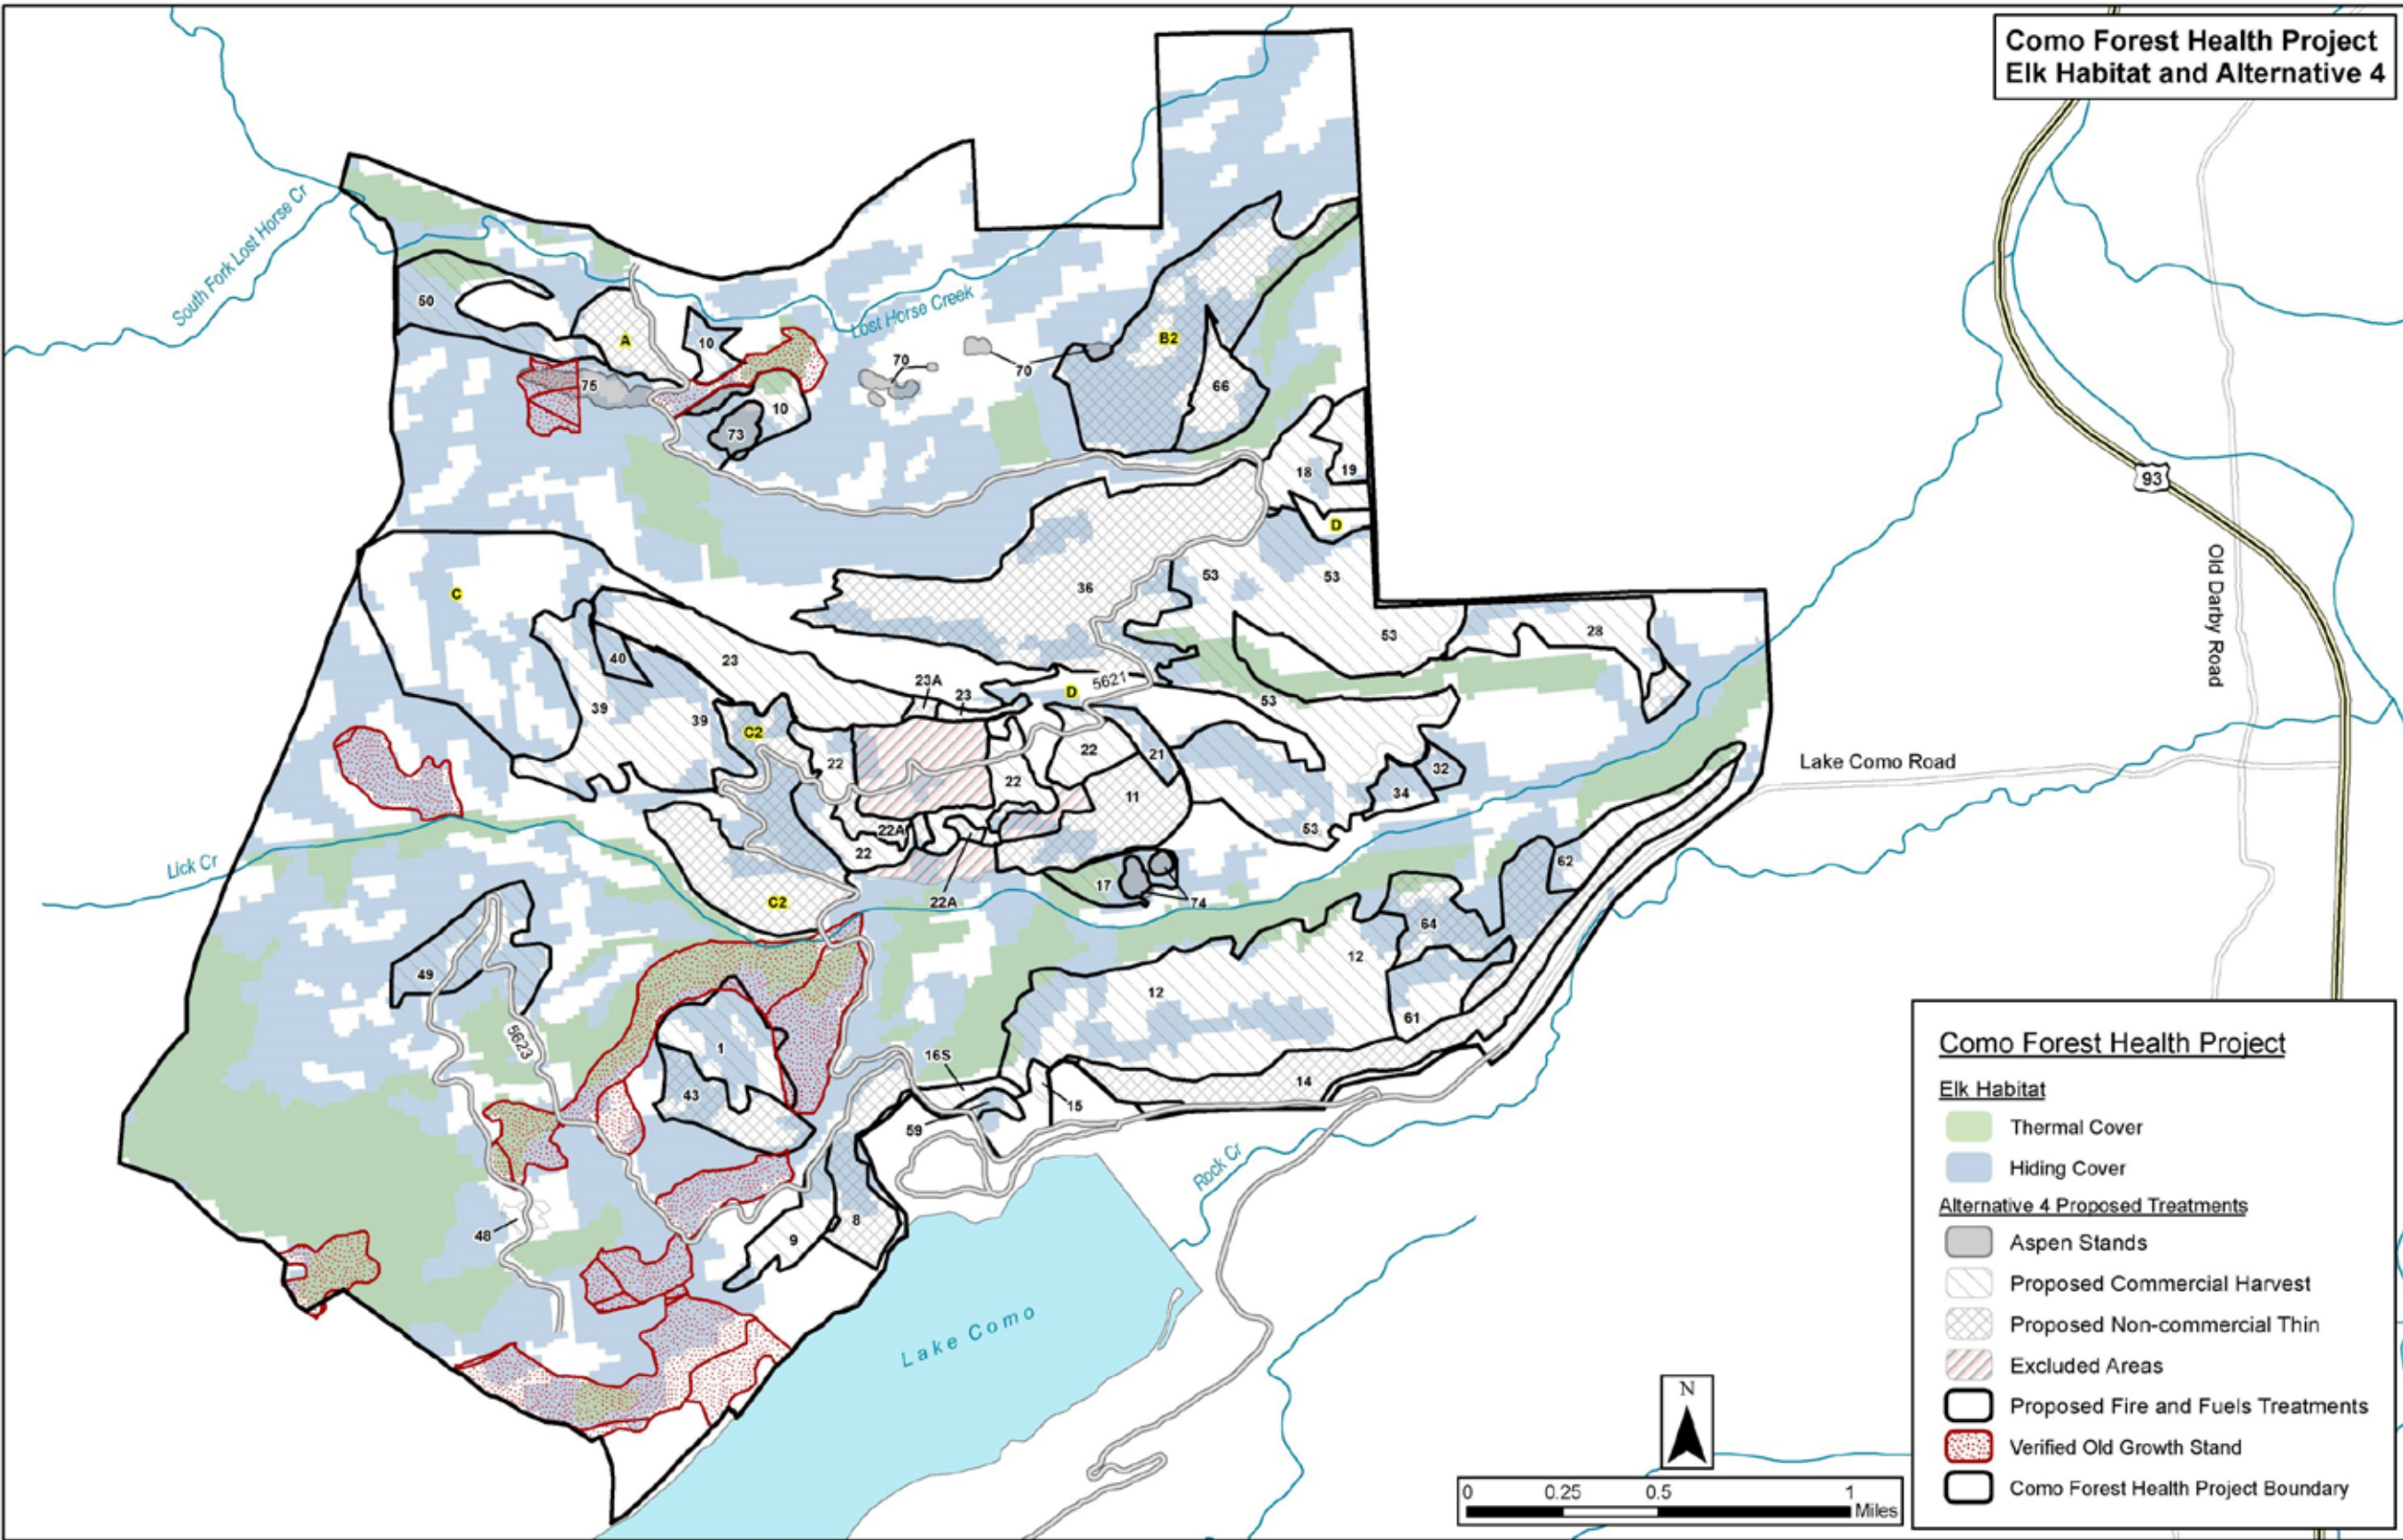 Como Forest Health Project
Elk Habitat and Alternative 4
South Fork Lost Horse Cr
50
A
10
Lost Horse Creek
B2
70
70
75
66
10
73
18
19
93
D
Old Darby Road
53
53
36
C
53
28
40
23
23A
23
D
5621
53
39
39
C2
22
22
21
22
32
34
11
Lake Como Road
22A
53
22
62
Lick Cr
17
C2
22A
74
64
12
49
12
61
5623
1
16S
14
43
15
59
Rock Cr
8
48
9
Lake Como
N
0 0.25 0.5 1
Miles
Como Forest Health Project
Elk Habitat
Thermal Cover
Hiding Cover
Alternative 4 Proposed Treatments
Aspen Stands
Proposed Commercial Harvest
Proposed Non-commercial Thin
Excluded Areas
Proposed Fire and Fuels Treatments
Verified Old Growth Stand
Como Forest Health Project Boundary